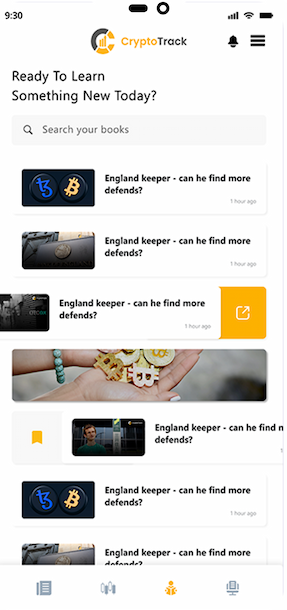 9:30
CryptoTrack
Ready To Learn
Something New Today?
Search your books
England keeper - can he find more
defends?
1 hour ago
England keeper - can he find more
defends?
1 hour ago
England keeper - can he find more
defends?
1 hour ago
England keeper - can he find n
defends?
1
England keeper - can he find more
defends?
1 hour ago
England keeper - can he find more
defends?